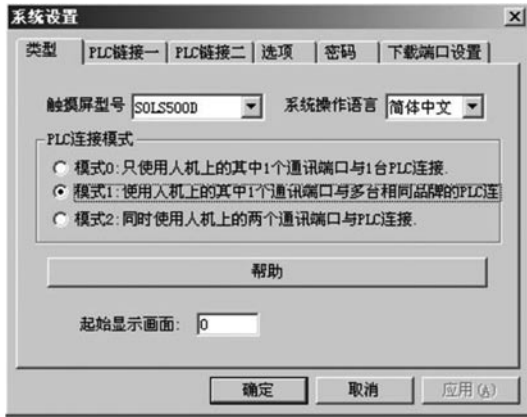 系统设置
类型 PLC链接一 PLC链接二 选项 密码 下载端口设置
触摸屏型号 SOLS500D 系统操作语言 简体中文
PLC连接模式
模式0:只使用人机上的其中1个通讯端口与1台PLC连接.
模式1:使用人机上的其中1个通讯端口与多台相同品牌的PLC连
模式2:同时使用人机上的两个通讯端口与PLC连接.
帮助
起始显示画面: 0
确定 取消 应用(A)